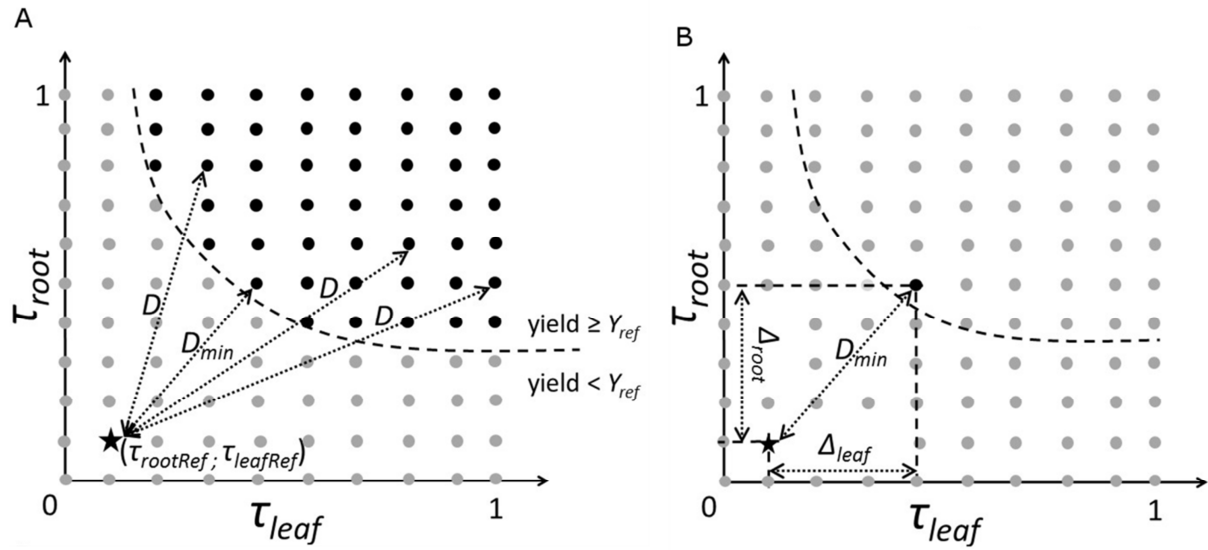 A
1
τroot
D
D
D
Dmin
yield ≥ Yref
yield < Yref
(τrootRef ; τleafRef)
0
τleaf
1
B
1
τroot
Δroot
Dmin
Δleaf
0
τleaf
1